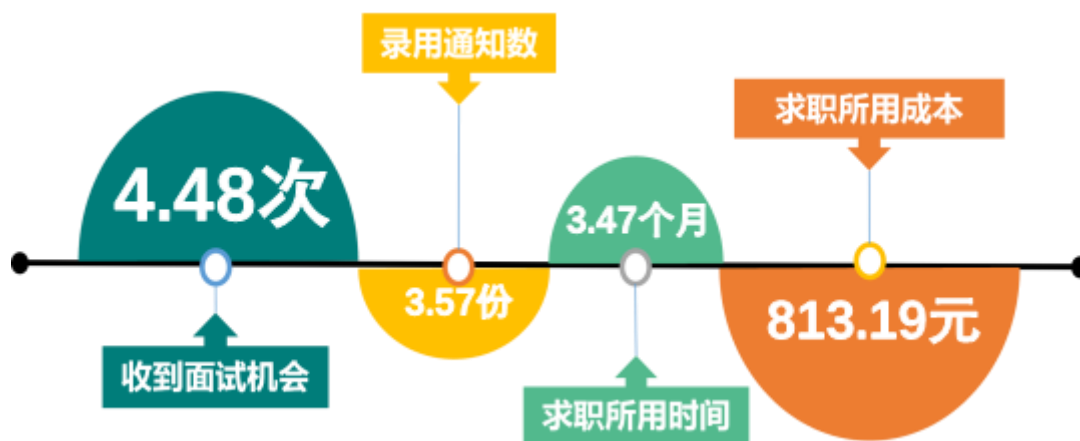 录用通知数
求职所用成本
4.48次
3.47个月
3.57份
813.19元
收到面试机会
求职所用时间